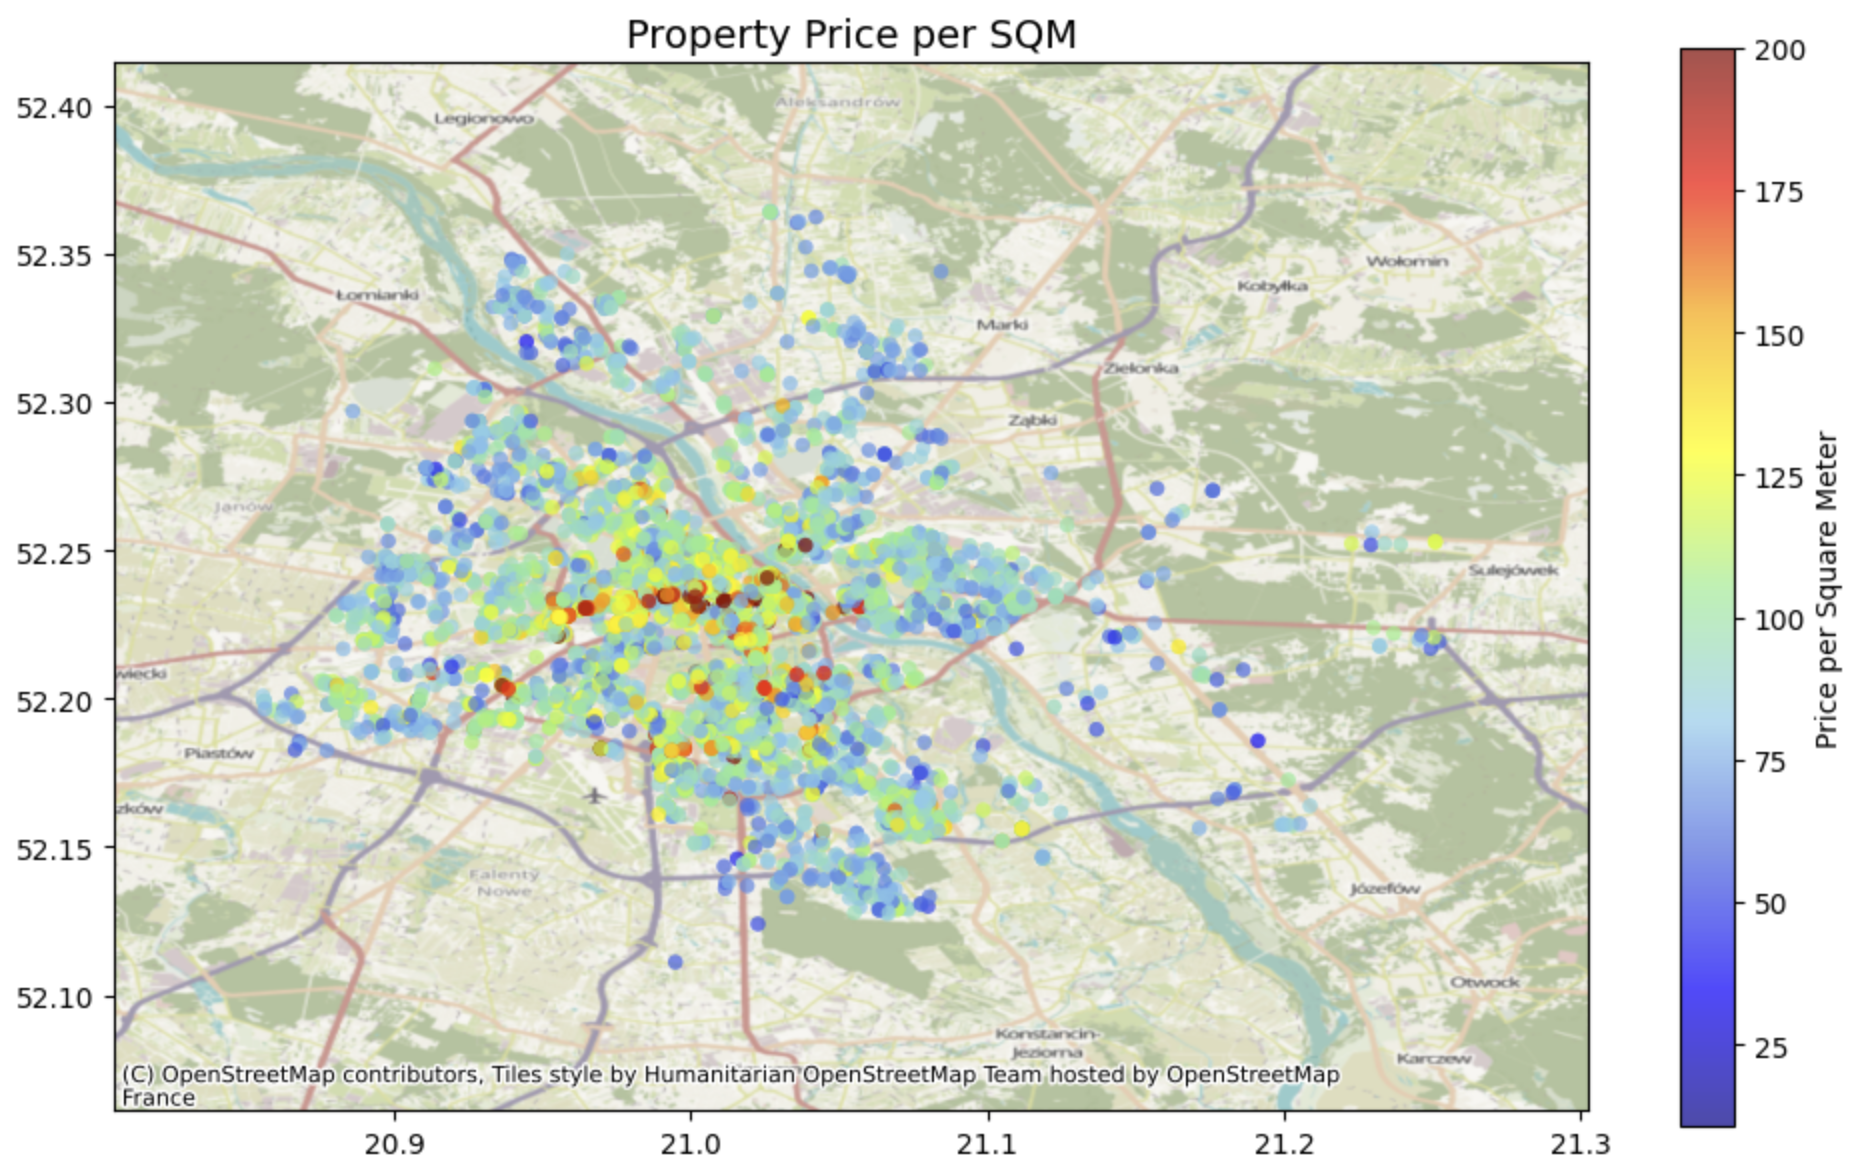 Property Price per SQM
200
52.40
Aleksandrów
Legionowo
175
52.35
Wołomin
Kobyłka
Łomianki
Marki
150
Zielonka
52.30
Ząbki
125
Janów
52.25
Sulejówek
100
Price per Square Meter
wiecki
52.20
Piastów
75
zków
52.15
Falenty
Nowe
Józefów
50
52.10
Otwock
Konstancin-
Jeziorna
Karczew
25
(C) OpenStreetMap contributors, Tiles style by Humanitarian OpenStreetMap Team hosted by OpenStreetMap
France
20.9 21.0 21.1 21.2 21.3